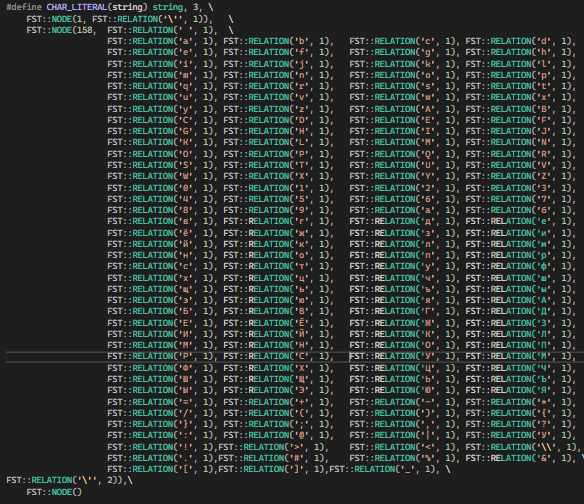 #define CHAR_LITERAL(string) string, 3, \
FST::NODE(1, FST::RELATION('\'', 1)), \
FST::NODE(158, FST::RELATION(' ', 1), \
FST::RELATION('a', 1), FST::RELATION('b', 1), FST::RELATION('c', 1), FST::RELATION('d', 1),
FST::RELATION('e', 1), FST::RELATION('f', 1), FST::RELATION('g', 1), FST::RELATION('h', 1),
FST::RELATION('i', 1), FST::RELATION('j', 1), FST::RELATION('k', 1), FST::RELATION('l', 1),
FST::RELATION('m', 1), FST::RELATION('n', 1), FST::RELATION('o', 1), FST::RELATION('p', 1),
FST::RELATION('q', 1), FST::RELATION('r', 1), FST::RELATION('s', 1), FST::RELATION('t', 1),
FST::RELATION('u', 1), FST::RELATION('v', 1), FST::RELATION('w', 1), FST::RELATION('x', 1),
FST::RELATION('y', 1), FST::RELATION('z', 1), FST::RELATION('A', 1), FST::RELATION('B', 1),
FST::RELATION('C', 1), FST::RELATION('D', 1), FST::RELATION('E', 1), FST::RELATION('F', 1),
FST::RELATION('G', 1), FST::RELATION('H', 1), FST::RELATION('I', 1), FST::RELATION('J', 1),
FST::RELATION('K', 1), FST::RELATION('L', 1), FST::RELATION('M', 1), FST::RELATION('N', 1),
FST::RELATION('O', 1), FST::RELATION('P', 1), FST::RELATION('Q', 1), FST::RELATION('R', 1),
FST::RELATION('S', 1), FST::RELATION('T', 1), FST::RELATION('U', 1), FST::RELATION('V', 1),
FST::RELATION('W', 1), FST::RELATION('X', 1), FST::RELATION('Y', 1), FST::RELATION('Z', 1),
FST::RELATION('0', 1), FST::RELATION('1', 1), FST::RELATION('2', 1), FST::RELATION('3', 1),
FST::RELATION('4', 1), FST::RELATION('5', 1), FST::RELATION('6', 1), FST::RELATION('7', 1),
FST::RELATION('8', 1), FST::RELATION('9', 1), FST::RELATION('а', 1), FST::RELATION('б', 1),
FST::RELATION('в', 1), FST::RELATION('г', 1), FST::RELATION('д', 1), FST::RELATION('е', 1),
FST::RELATION('ё', 1), FST::RELATION('ж', 1), FST::RELATION('з', 1), FST::RELATION('и', 1),
FST::RELATION('й', 1), FST::RELATION('к', 1), FST::RELATION('л', 1), FST::RELATION('м', 1),
FST::RELATION('н', 1), FST::RELATION('о', 1), FST::RELATION('п', 1), FST::RELATION('р', 1),
FST::RELATION('с', 1), FST::RELATION('т', 1), FST::RELATION('у', 1), FST::RELATION('ф', 1),
FST::RELATION('х', 1), FST::RELATION('ц', 1), FST::RELATION('ч', 1), FST::RELATION('ш', 1),
FST::RELATION('щ', 1), FST::RELATION('ь', 1), FST::RELATION('ъ', 1), FST::RELATION('ы', 1),
FST::RELATION('э', 1), FST::RELATION('ю', 1), FST::RELATION('я', 1), FST::RELATION('А', 1),
FST::RELATION('Б', 1), FST::RELATION('В', 1), FST::RELATION('Г', 1), FST::RELATION('Д', 1),
FST::RELATION('Е', 1), FST::RELATION('Ё', 1), FST::RELATION('Ж', 1), FST::RELATION('З', 1),
FST::RELATION('И', 1), FST::RELATION('Й', 1), FST::RELATION('К', 1), FST::RELATION('Л', 1),
FST::RELATION('М', 1), FST::RELATION('Н', 1), FST::RELATION('О', 1), FST::RELATION('П', 1),
FST::RELATION('Р', 1), FST::RELATION('С', 1), FST::RELATION('У', 1), FST::RELATION('М', 1),
FST::RELATION('Ф', 1), FST::RELATION('Х', 1), FST::RELATION('Ц', 1), FST::RELATION('Ч', 1),
FST::RELATION('Ш', 1), FST::RELATION('Щ', 1), FST::RELATION('Ь', 1), FST::RELATION('Ъ', 1),
FST::RELATION('Ы', 1), FST::RELATION('Э', 1), FST::RELATION('Ю', 1), FST::RELATION('Я', 1),
FST::RELATION('=', 1), FST::RELATION('+', 1), FST::RELATION('-', 1), FST::RELATION('*', 1),
FST::RELATION('/', 1), FST::RELATION('(', 1), FST::RELATION(')', 1), FST::RELATION('{', 1),
FST::RELATION('}', 1), FST::RELATION(';', 1), FST::RELATION(',', 1), FST::RELATION('?', 1),
FST::RELATION(':', 1), FST::RELATION('@', 1), FST::RELATION('|', 1), FST::RELATION('У', 1),
FST::RELATION('!', 1),FST::RELATION('>', 1), FST::RELATION('<', 1), FST::RELATION('\\', 1),
FST::RELATION('.', 1),FST::RELATION('#', 1), FST::RELATION('%', 1), FST::RELATION('&', 1), \
FST::RELATION('[', 1),FST::RELATION(']', 1),FST::RELATION('_', 1), \
FST::RELATION('\'', 2)),\
FST::NODE()